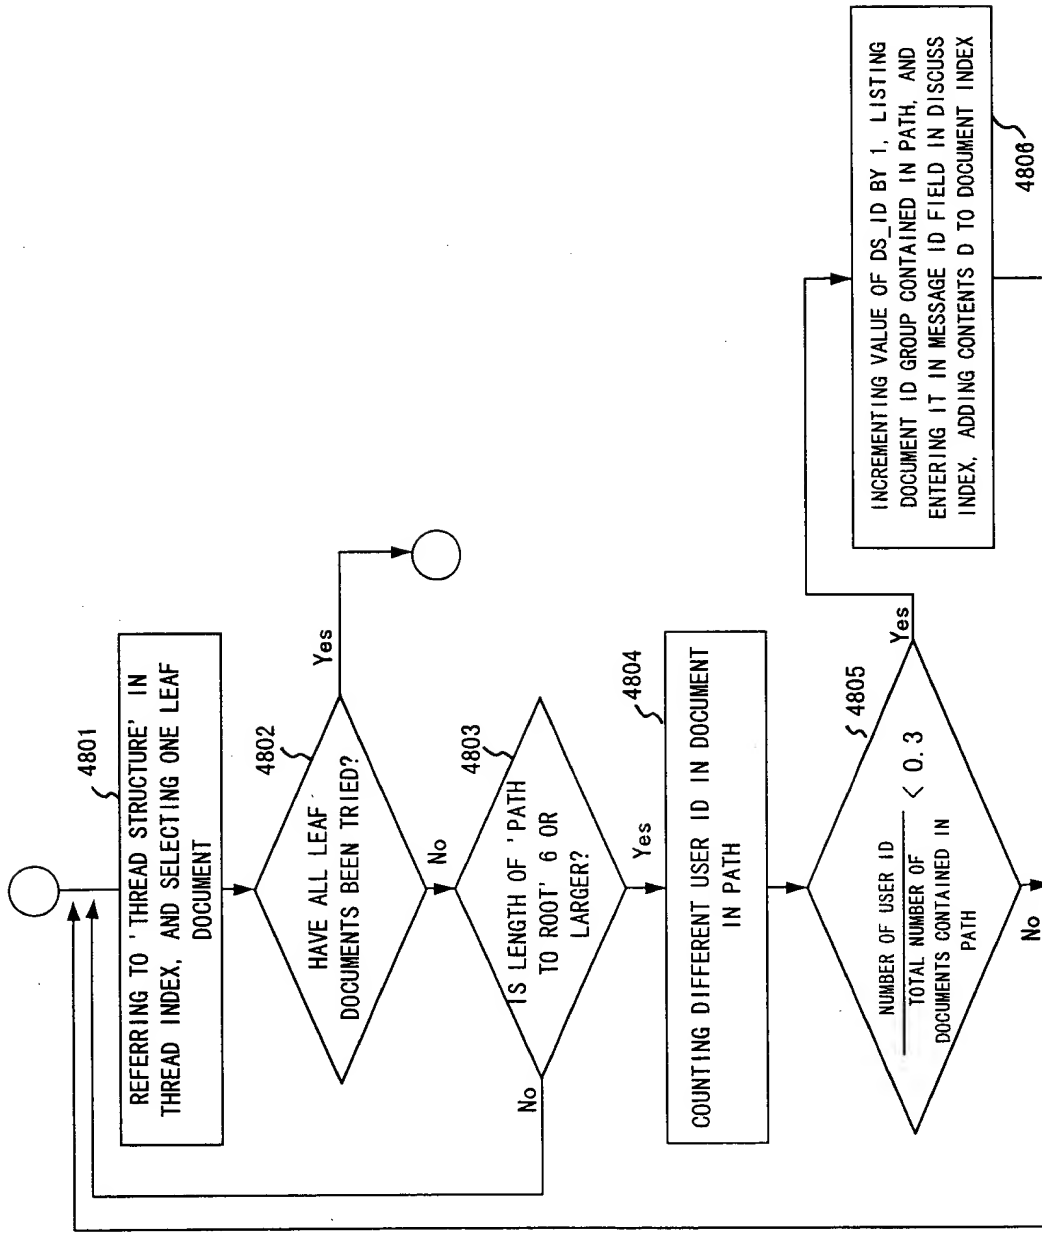 4801
REFERRING TO 'THREAD STRUCTURE' IN
THREAD INDEX, AND SELECTING ONE LEAF
DOCUMENT
4802
HAVE ALL LEAF
DOCUMENTS BEEN TRIED?
Yes
No
4803
IS LENGTH OF 'PATH
TO ROOT' 6 OR
LARGER?
No
Yes
4804
COUNTING DIFFERENT USER ID IN DOCUMENT
IN PATH
4805
NUMBER OF USER ID
TOTAL NUMBER OF
DOCUMENTS CONTAINED IN
PATH
< 0.3
Yes
No
INCREMENTING VALUE OF DS_ID BY 1, LISTING
DOCUMENT ID GROUP CONTAINED IN PATH, AND
ENTERING IT IN MESSAGE ID FIELD IN DISCUSS
INDEX, ADDING CONTENTS D TO DOCUMENT INDEX
4806